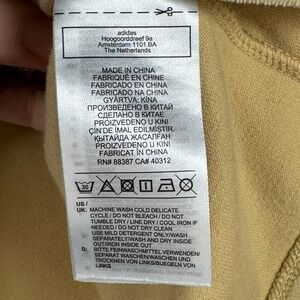 adidas
Hoogoorddreef 9a
Amsterdam 1101 BA
The Netherlands
MADE IN CHINA
FABRIQUÉ EN CHINE
FABRICADO EN CHINA
FABRICADO NA CHINA
GYÁRTVA: KÍNA
ПРОИЗВЕДЕНО В КИТАЙ
СДЕЛАНО В КИТАЕ
PROIZVEDENO U KINI
ÇİN'DE İMAL EDİLMİŞTİR.
ҚЫТАЙДА ЖАСАЛҒАН
PROIZVEDENO U KINI
FABRICAT ÎN CHINA
RN# 88387 CA# 40312
US /
UK: MACHINE WASH COLD DELICATE
CYCLE / DO NOT BLEACH / DO NOT
TUMBLE DRY / LINE DRY / COOL IRON IF
NEEDED / DO NOT DRY CLEAN
USE MILD DETERGENT ONLY/WASH
SEPARATELY/WASH AND DRY INSIDE
OUT/IRON INSIDE OUT
D: BITTE FEINWASCHMITTEL VERWENDEN/
SEPARAT WASCHEN/WASCHEN UND
TROCKNEN VON LINKS/BUEGELN VON
LINKS